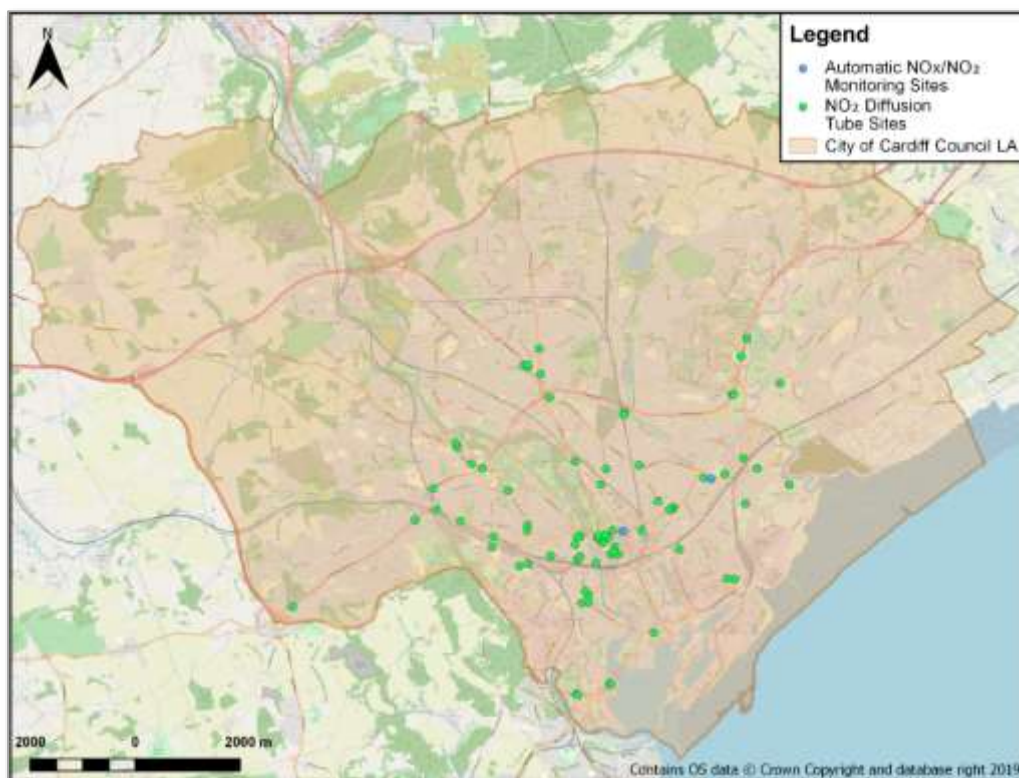 N
Legend
Automatic NOx/NO₂
Monitoring Sites
NO₂ Diffusion
Tube Sites
City of Cardiff Council LA
2000 0 2000 m
Contains OS data © Crown Copyright and database right 2019